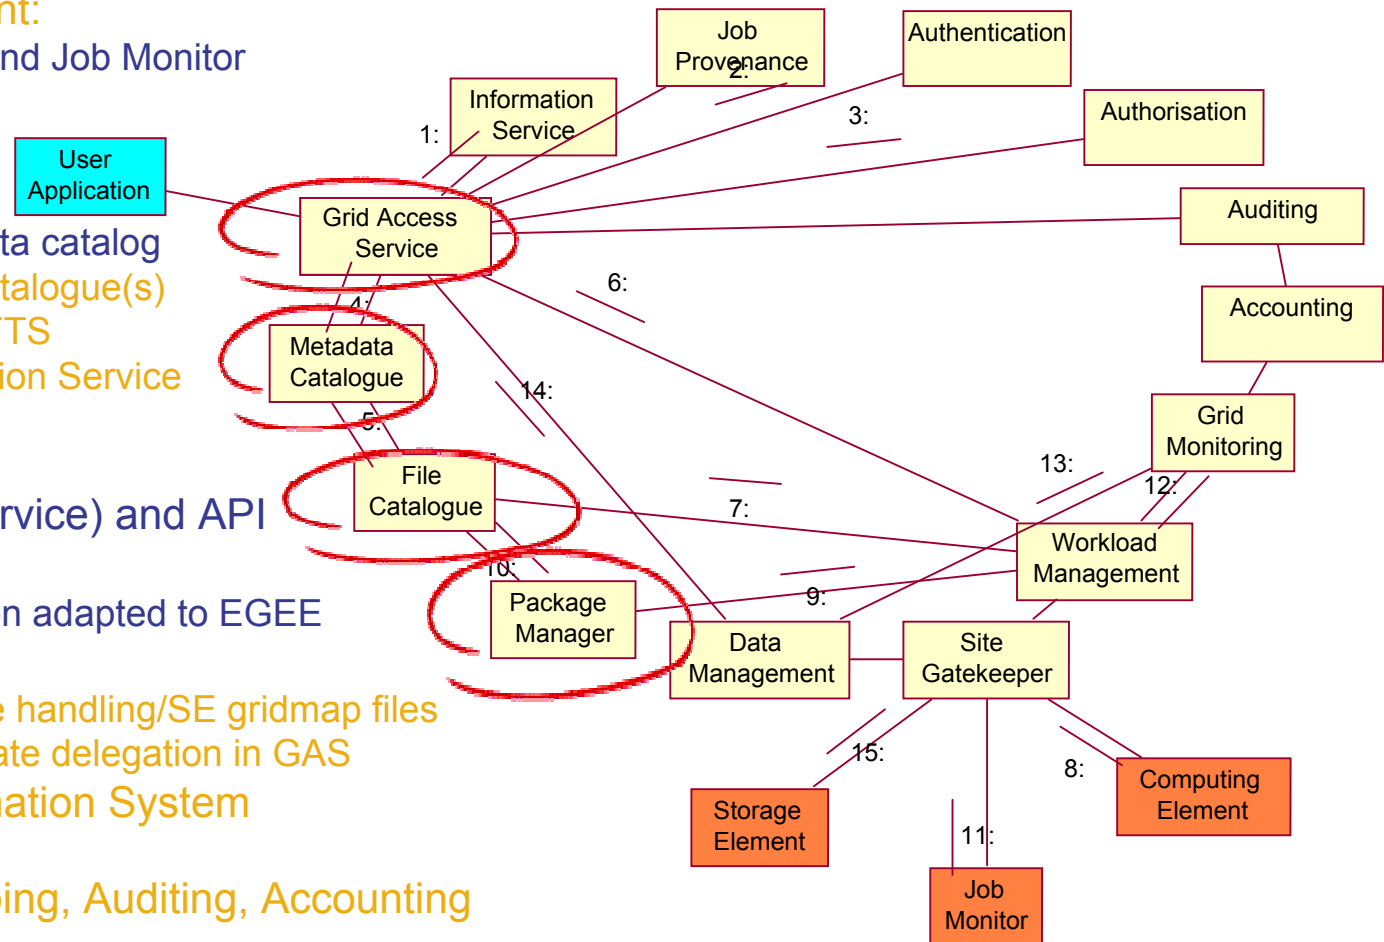 nt:
nd Job Monitor
ta catalog
talogue(s)
TS
ion Service
rvice) and API
n adapted to EGEE
e handling/SE gridmap files
ate delegation in GAS
nation System
ing, Auditing, Accounting
User
Application
Information
Service
Job
Provenance
Authentication
Authorisation
Auditing
Accounting
Grid
Monitoring
Grid Access
Service
Metadata
Catalogue
File
Catalogue
Package
Manager
Data
Management
Workload
Management
Site
Gatekeeper
Storage
Element
Computing
Element
Job
Monitor
1:
2:
3:
4:
5:
6:
7:
8:
9:
10:
11:
12:
13:
14:
15: